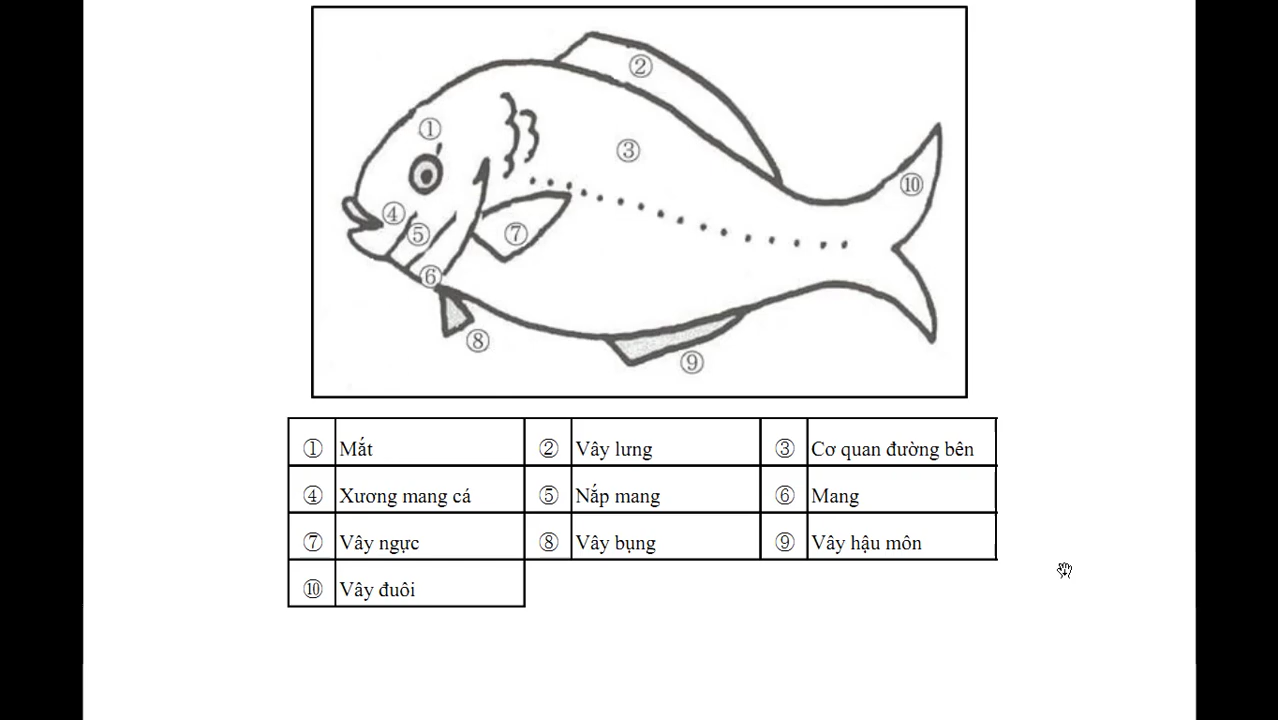 ①
②
③
④
⑤
⑥
⑦
⑧
⑨
⑩
① Mắt ② Vây lưng ③ Cơ quan đường bên
④ Xương mang cá ⑤ Nắp mang ⑥ Mang
⑦ Vây ngực ⑧ Vây bụng ⑨ Vây hậu môn
⑩ Vây đuôi